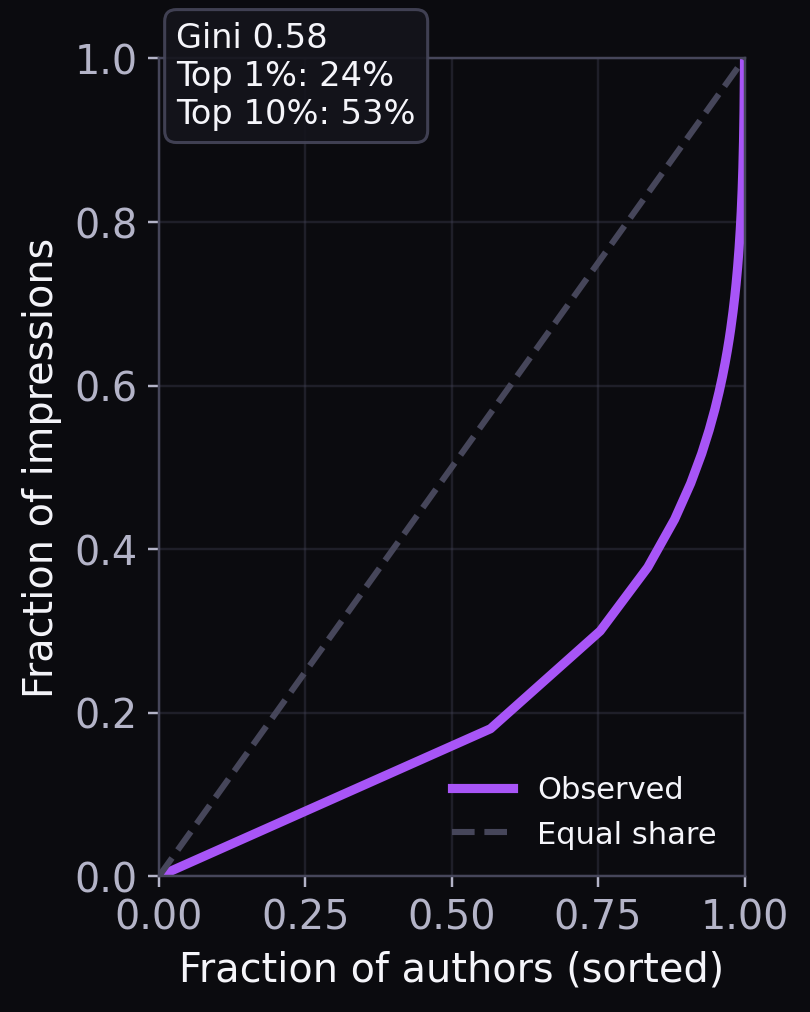 Gini 0.58
Top 1%: 24%
Top 10%: 53%
1.0
0.8
0.6
0.4
0.2
0.0
Fraction of impressions
Observed
Equal share
0.00 0.25 0.50 0.75 1.00
Fraction of authors (sorted)